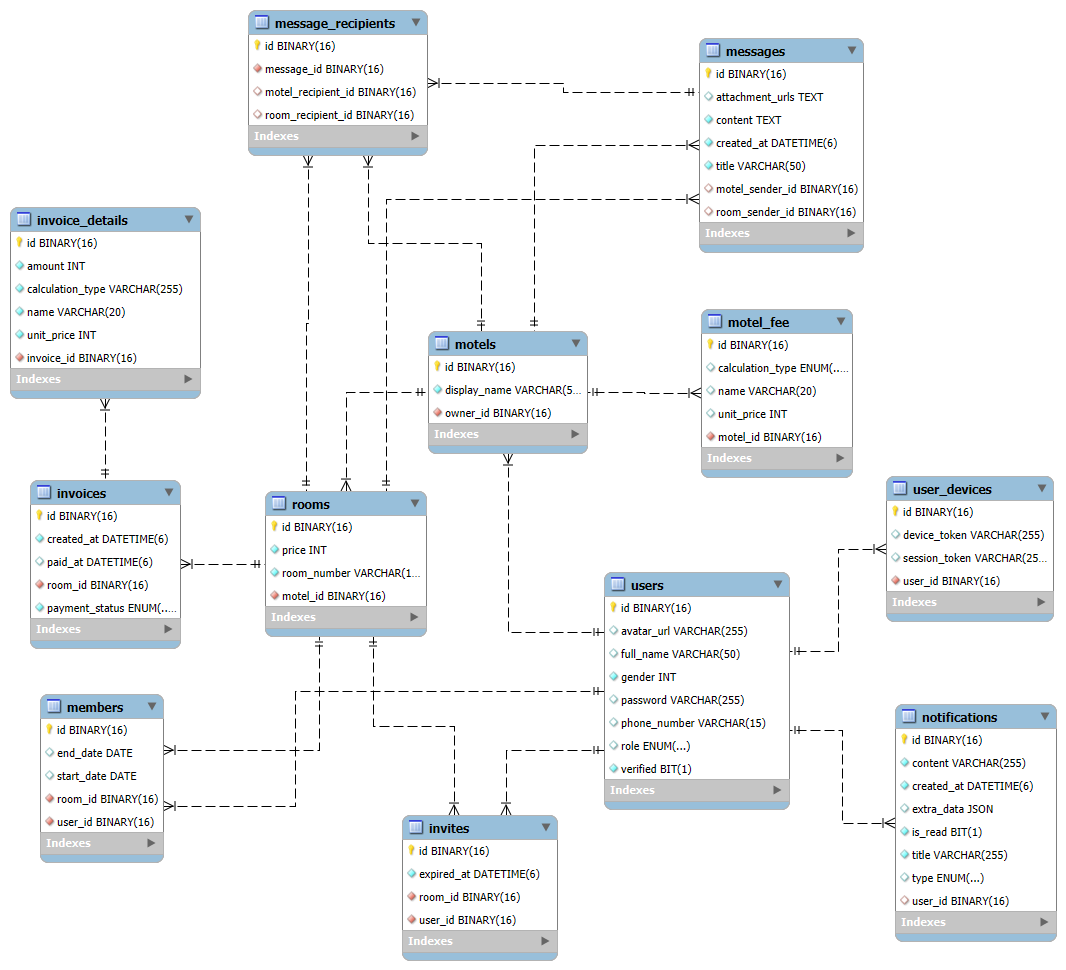 message_recipients
id BINARY(16)
message_id BINARY(16)
motel_recipient_id BINARY(16)
room_recipient_id BINARY(16)
Indexes
messages
id BINARY(16)
attachment_urls TEXT
content TEXT
created_at DATETIME(6)
title VARCHAR(50)
motel_sender_id BINARY(16)
room_sender_id BINARY(16)
Indexes
invoice_details
id BINARY(16)
amount INT
calculation_type VARCHAR(255)
name VARCHAR(20)
unit_price INT
invoice_id BINARY(16)
Indexes
motels
id BINARY(16)
display_name VARCHAR(5...
owner_id BINARY(16)
Indexes
motel_fee
id BINARY(16)
calculation_type ENUM(...
name VARCHAR(20)
unit_price INT
motel_id BINARY(16)
Indexes
invoices
id BINARY(16)
created_at DATETIME(6)
paid_at DATETIME(6)
room_id BINARY(16)
payment_status ENUM(...
Indexes
rooms
id BINARY(16)
price INT
room_number VARCHAR(1...
motel_id BINARY(16)
Indexes
user_devices
id BINARY(16)
device_token VARCHAR(255)
session_token VARCHAR(25...
user_id BINARY(16)
Indexes
users
id BINARY(16)
avatar_url VARCHAR(255)
full_name VARCHAR(50)
gender INT
password VARCHAR(255)
phone_number VARCHAR(15)
role ENUM(...)
verified BIT(1)
Indexes
members
id BINARY(16)
end_date DATE
start_date DATE
room_id BINARY(16)
user_id BINARY(16)
Indexes
notifications
id BINARY(16)
content VARCHAR(255)
created_at DATETIME(6)
extra_data JSON
is_read BIT(1)
title VARCHAR(255)
type ENUM(...)
user_id BINARY(16)
Indexes
invites
id BINARY(16)
expired_at DATETIME(6)
room_id BINARY(16)
user_id BINARY(16)
Indexes